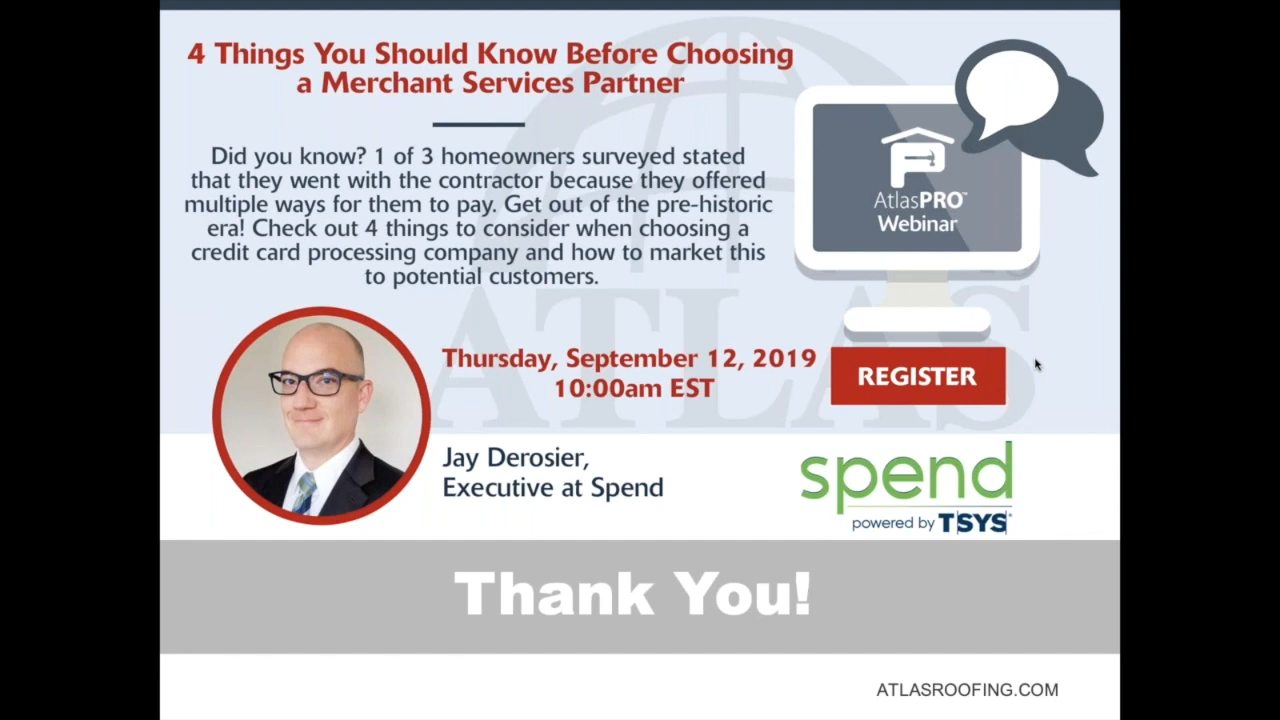 4 Things You Should Know Before Choosing
a Merchant Services Partner
Did you know? 1 of 3 homeowners surveyed stated
that they went with the contractor because they offered
multiple ways for them to pay. Get out of the pre-historic
era! Check out 4 things to consider when choosing a
credit card processing company and how to market this
to potential customers.
AtlasPRO™
Webinar
ATLAS
Thursday, September 12, 2019
10:00am EST
REGISTER
Jay Derosier,
Executive at Spend
spend
powered by TSYS®
Thank You!
ATLASROOFING.COM